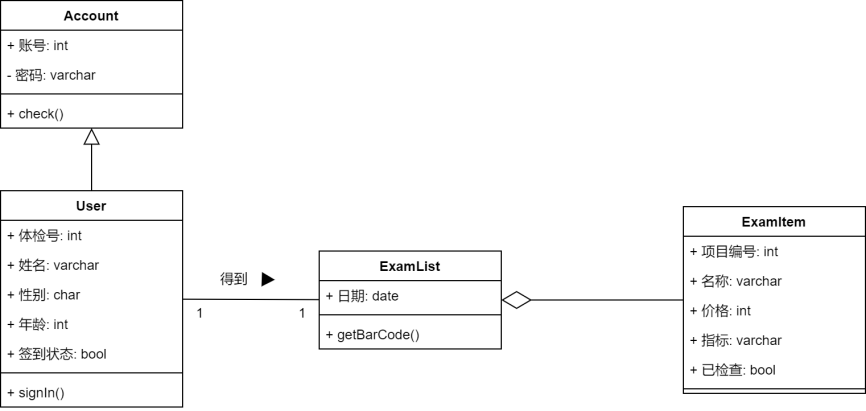 Account
+ 账号: int
- 密码: varchar
+ check()
User
+ 体检号: int
+ 姓名: varchar
+ 性别: char
+ 年龄: int
+ 签到状态: bool
+ signIn()
得到 ▶
1
1
ExamList
+ 日期: date
+ getBarCode()
ExamItem
+ 项目编号: int
+ 名称: varchar
+ 价格: int
+ 指标: varchar
+ 已检查: bool